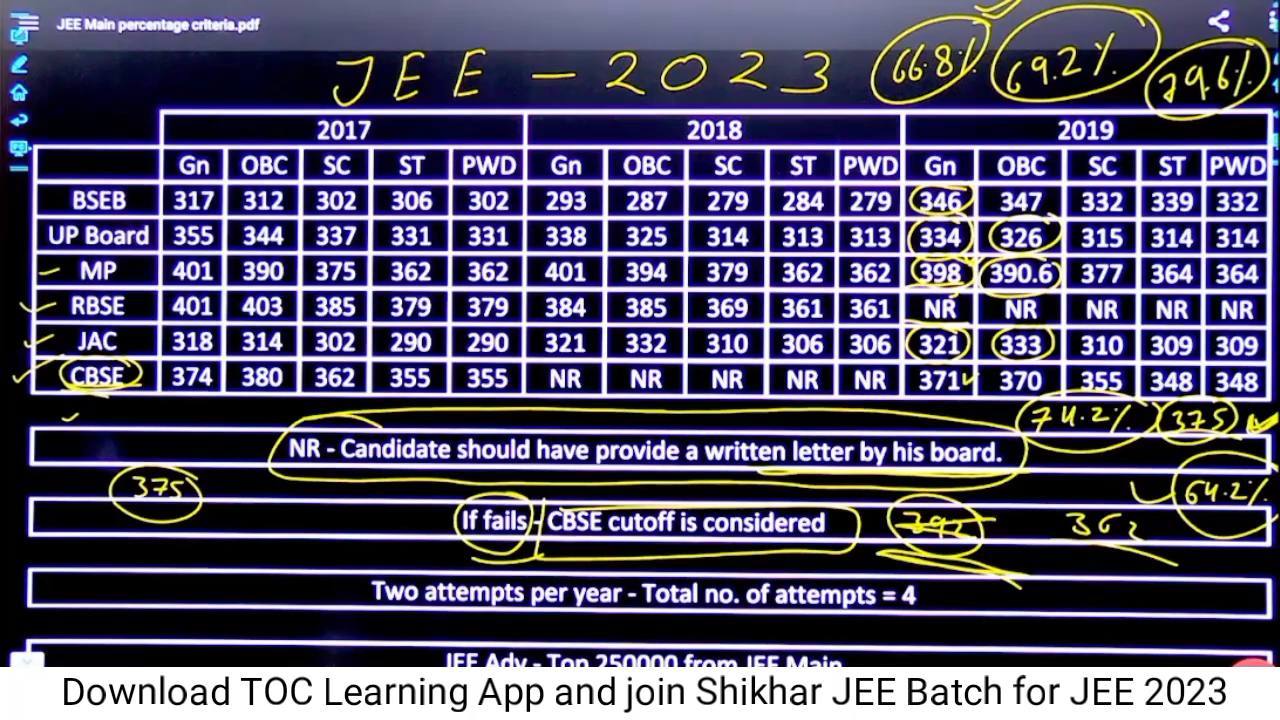 JEE Main percentage criteria.pdf
JEE - 2023 66.8% 69.2% 79.6%
2017 2018 2019
Gn OBC SC ST PWD Gn OBC SC ST PWD Gn OBC SC ST PWD
BSEB 317 312 302 306 302 293 287 279 284 279 346 347 332 339 332
UP Board 355 344 337 331 331 338 325 314 313 313 334 326 315 314 314
MP 401 390 375 362 362 401 394 379 362 362 398 390.6 377 364 364
RBSE 401 403 385 379 379 384 385 369 361 361 NR NR NR NR NR
JAC 318 314 302 290 290 321 332 310 306 306 321 333 310 309 309
CBSE 374 380 362 355 355 NR NR NR NR NR 371 370 355 348 348
74.2% 375
NR - Candidate should have provide a written letter by his board.
375 64.2%
If fails - CBSE cutoff is considered 362
Two attempts per year - Total no. of attempts = 4
JEE Adv - Top 250000 from JEE Main
Download TOC Learning App and join Shikhar JEE Batch for JEE 2023